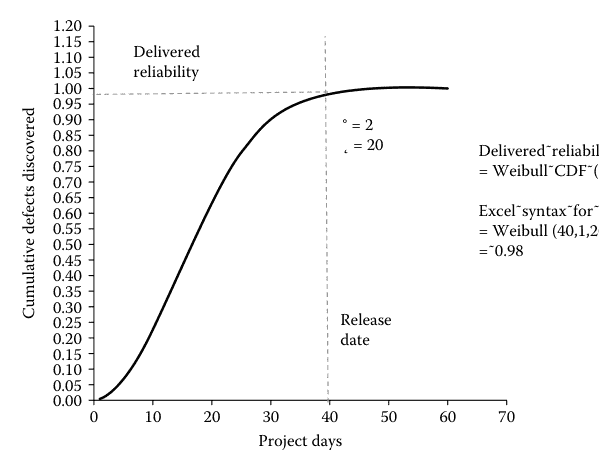 1.20
1.15
1.10
1.05
1.00
0.95
0.90
0.85
0.80
0.75
0.70
0.65
0.60
0.55
0.50
0.45
0.40
0.35
0.30
0.25
0.20
0.15
0.10
0.05
0.00
Cumulative defects discovered
Delivered
reliability
° = 2
˛ = 20
Delivered˜reliabil
= Weibull˜CDF˜(
Excel˜syntax˜for˜
= Weibull (40,1,20
=˜0.98
Release
date
0 10 20 30 40 50 60 70
Project days